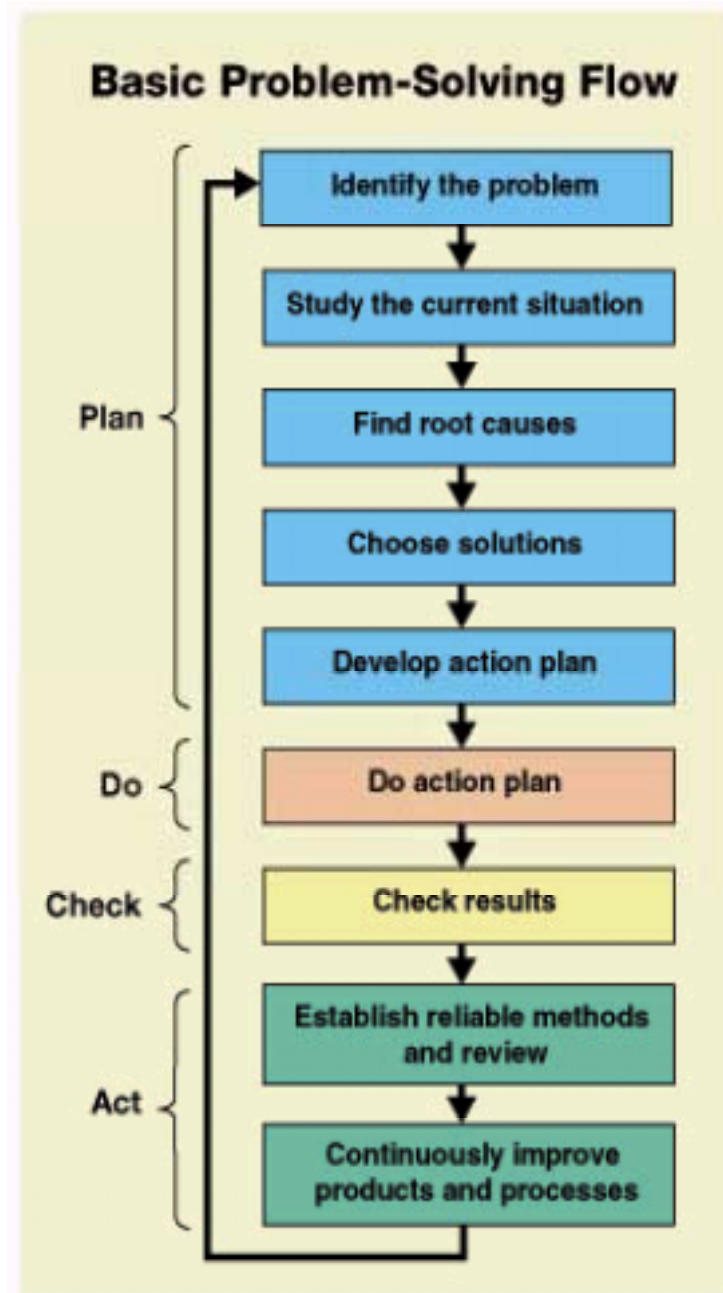 Basic Problem-Solving Flow
Plan
Identify the problem
Study the current situation
Find root causes
Choose solutions
Develop action plan
Do
Do action plan
Check
Check results
Act
Establish reliable methods
and review
Continuously improve
products and processes